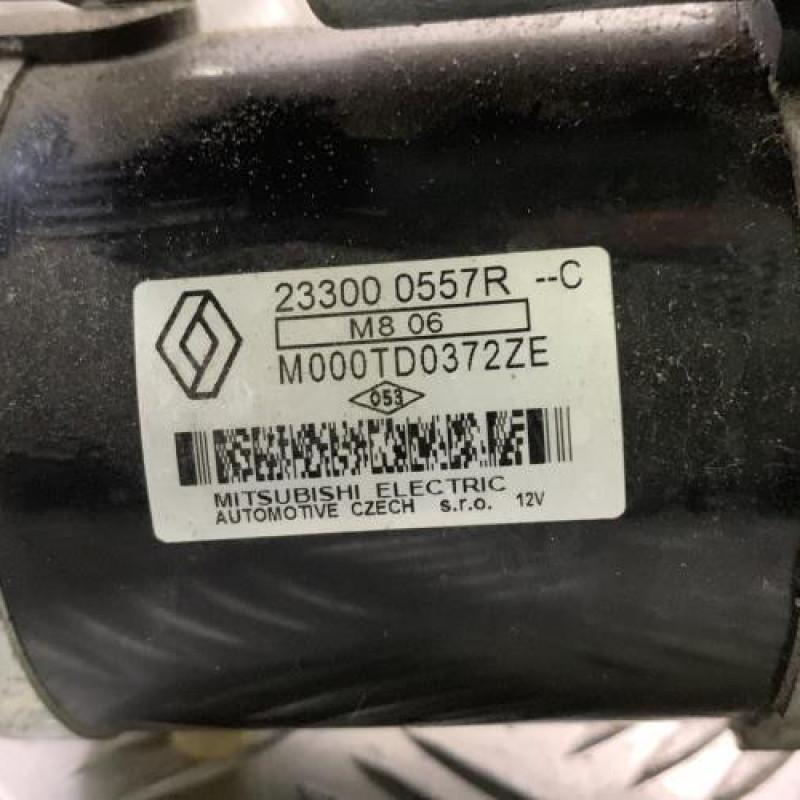 23300 0557R --C
M8 06
M000TD0372ZE
053
MITSUBISHI ELECTRIC
AUTOMOTIVE CZECH s.r.o. 12V